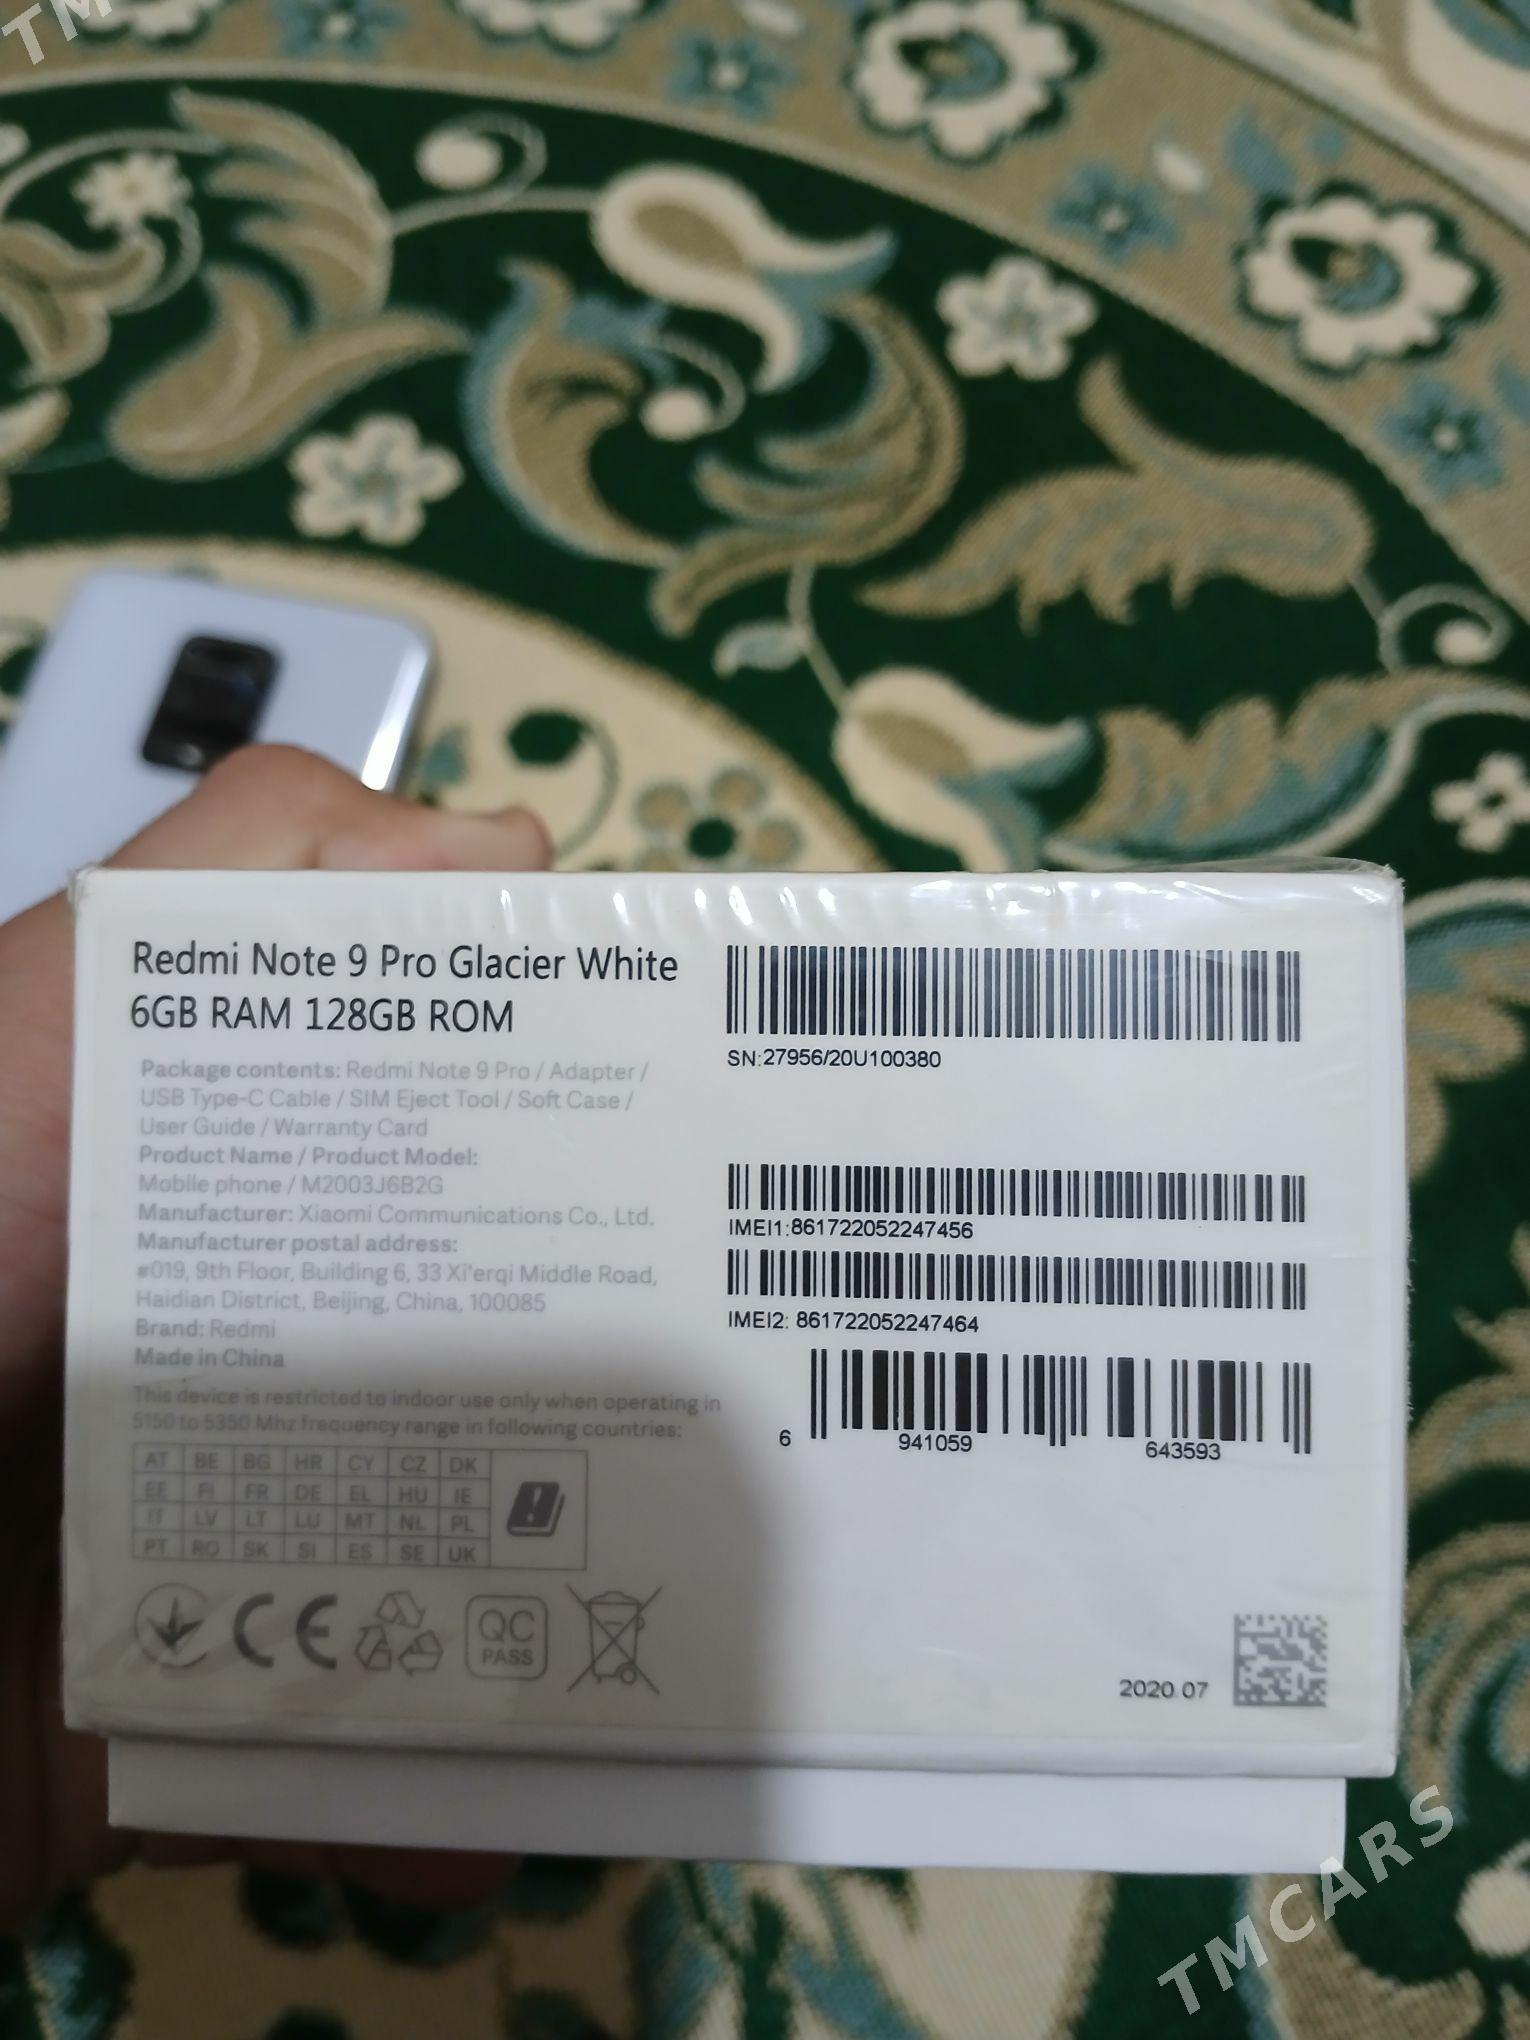 TM
Redmi Note 9 Pro Glacier White
6GB RAM 128GB ROM
Package contents: Redmi Note 9 Pro / Adapter /
USB Type-C Cable / SIM Eject Tool / Soft Case /
User Guide / Warranty Card
Product Name / Product Model:
Mobile phone / M2003J6B2G
Manufacturer: Xiaomi Communications Co., Ltd.
Manufacturer postal address:
#019, 9th Floor, Building 6, 33 Xi'erqi Middle Road,
Haidian District, Beijing, China, 100085
Brand: Redmi
Made in China
This device is restricted to indoor use only when operating in
5150 to 5350 Mhz frequency range in following countries:
AT BE BG HR CY CZ DK
EE FI FR DE EL HU IE
IT LV LT LU MT NL PL
PT RO SK SI ES SE UK
CE
QC
PASS
SN:27956/20U100380
IMEI1:861722052247456
IMEI2: 861722052247464
6 941059 643593
2020.07
TMCARS